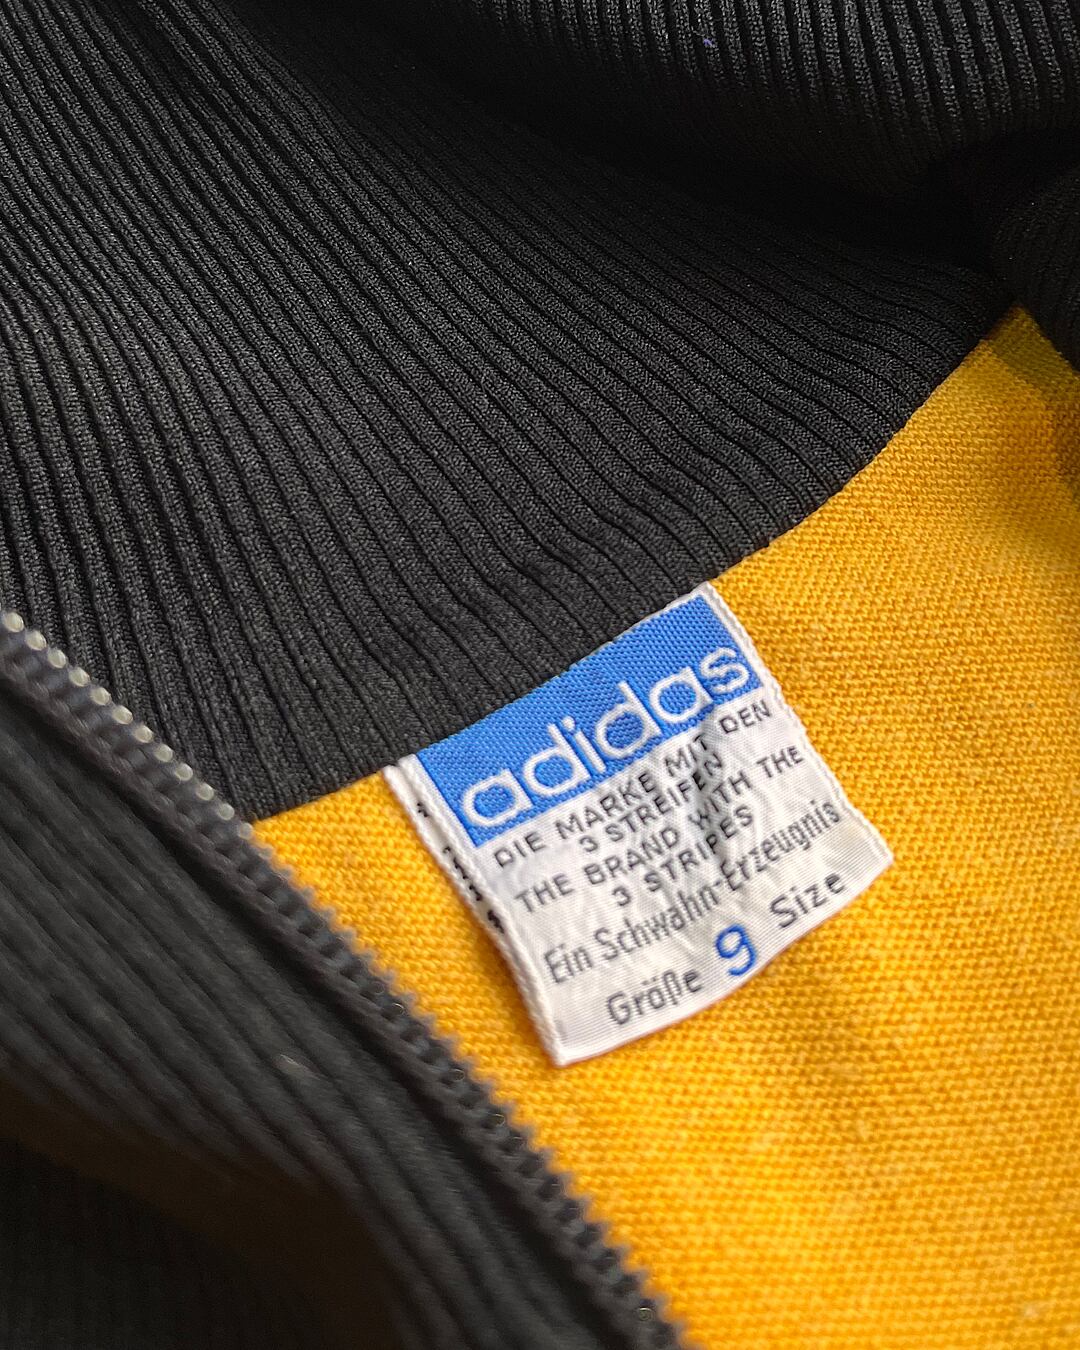 adidas
DIE MARKE MIT DEN
3 STREIFEN
THE BRAND WITH THE
3 STRIPES
Ein Schwahn-Erzeugnis
Größe 9 Size